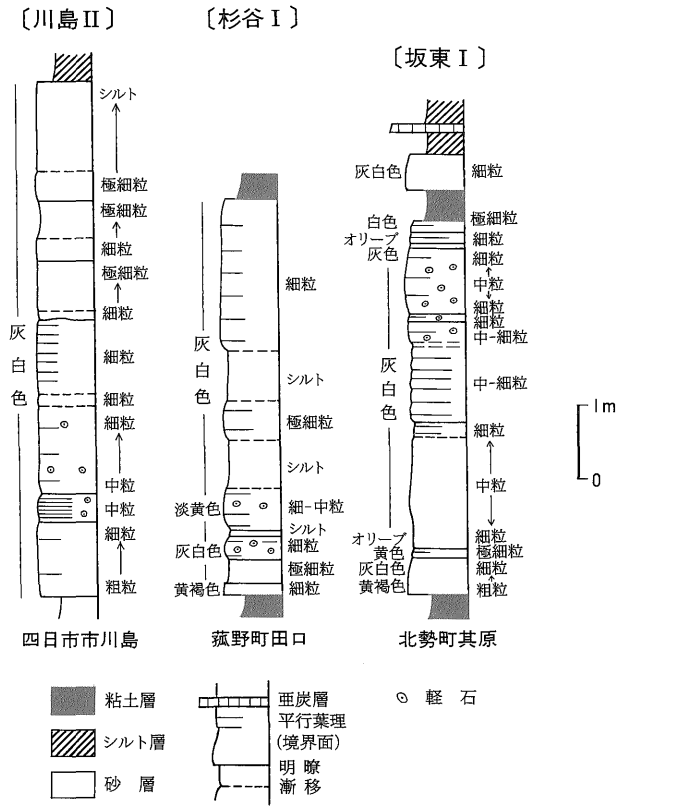 〔川島Ⅱ〕
シルト
極細粒
極細粒
細粒
極細粒
細粒
細粒
細粒
細粒
中粒
中粒
細粒
粗粒
灰白色
四日市市川島
〔杉谷Ⅰ〕
細粒
シルト
極細粒
シルト
細-中粒
シルト
細粒
極細粒
細粒
灰白色
淡黄色
灰白色
黄褐色
菰野町田口
〔坂東Ⅰ〕
灰白色
細粒
白色
極細粒
オリーブ
細粒
灰色
細粒
中粒
細粒
細粒
中-細粒
灰白色
中-細粒
細粒
中粒
オリーブ
細粒
黄色
極細粒
灰白色
細粒
黄褐色
粗粒
北勢町其原
1m
0
粘土層
シルト層
砂層
亜炭層
平行葉理
(境界面)
明瞭
漸移
軽石